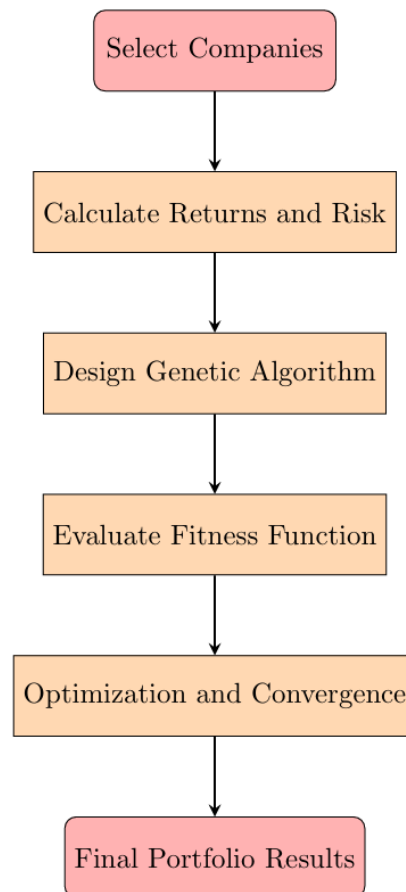 Select Companies
Calculate Returns and Risk
Design Genetic Algorithm
Evaluate Fitness Function
Optimization and Convergence
Final Portfolio Results